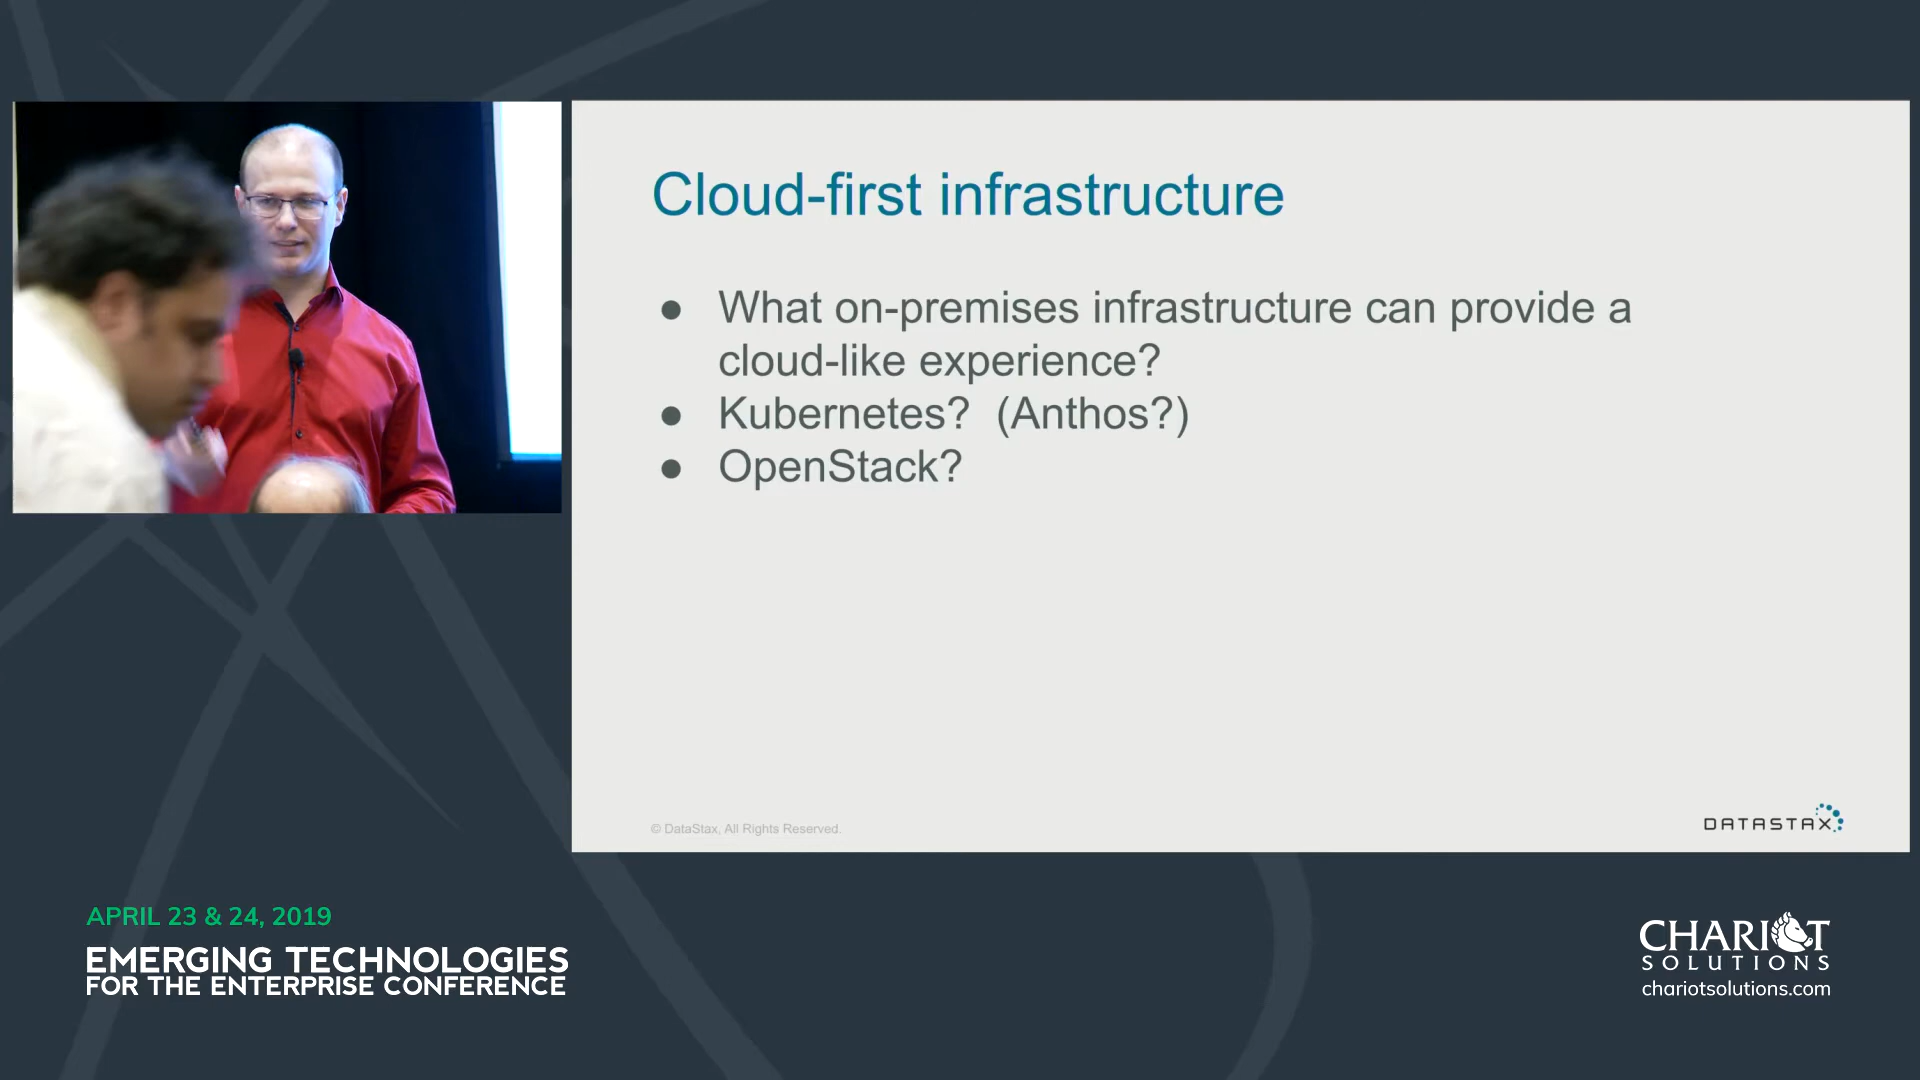 Cloud-first infrastructure
● What on-premises infrastructure can provide a
cloud-like experience?
● Kubernetes?  (Anthos?)
● OpenStack?
© DataStax, All Rights Reserved.
DATASTAX
APRIL 23 & 24, 2019
EMERGING TECHNOLOGIES
FOR THE ENTERPRISE CONFERENCE
CHARIOT
SOLUTIONS
chariotsolutions.com